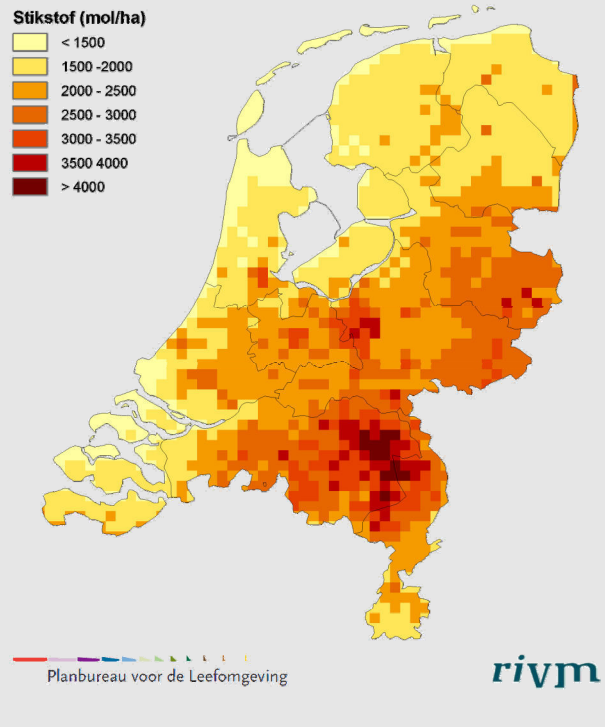 Stikstof (mol/ha)
< 1500
1500 -2000
2000 - 2500
2500 - 3000
3000 - 3500
3500 4000
> 4000
Planbureau voor de Leefomgeving
rivm